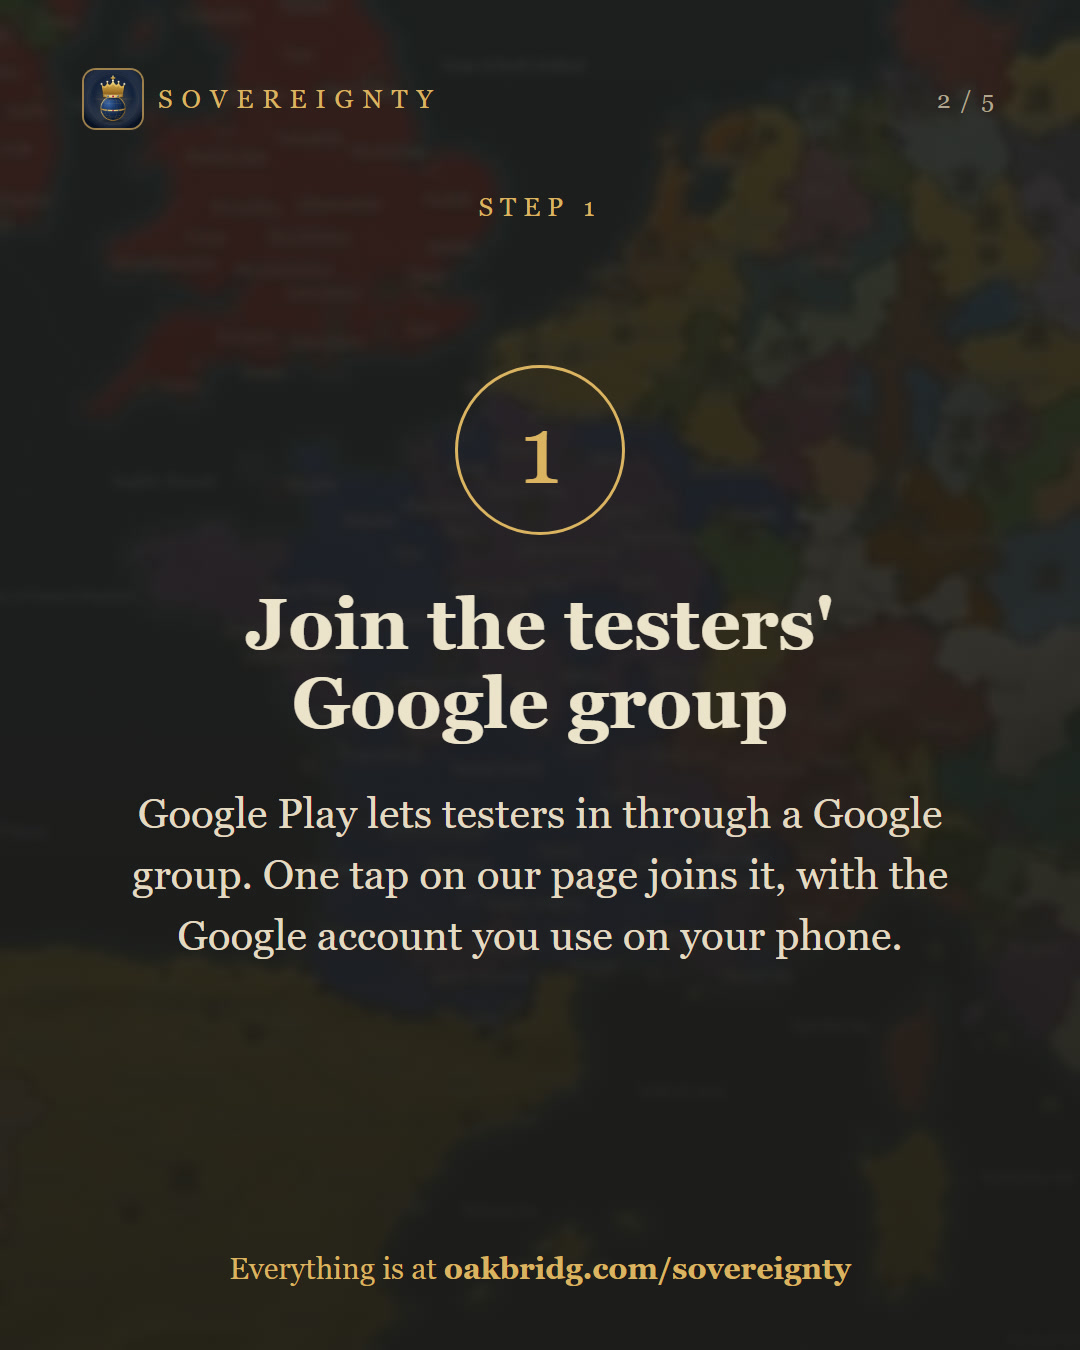 SOVEREIGNTY
2 / 5
STEP 1
1
Join the testers'
Google group
Google Play lets testers in through a Google
group. One tap on our page joins it, with the
Google account you use on your phone.
Everything is at oakbridg.com/sovereignty